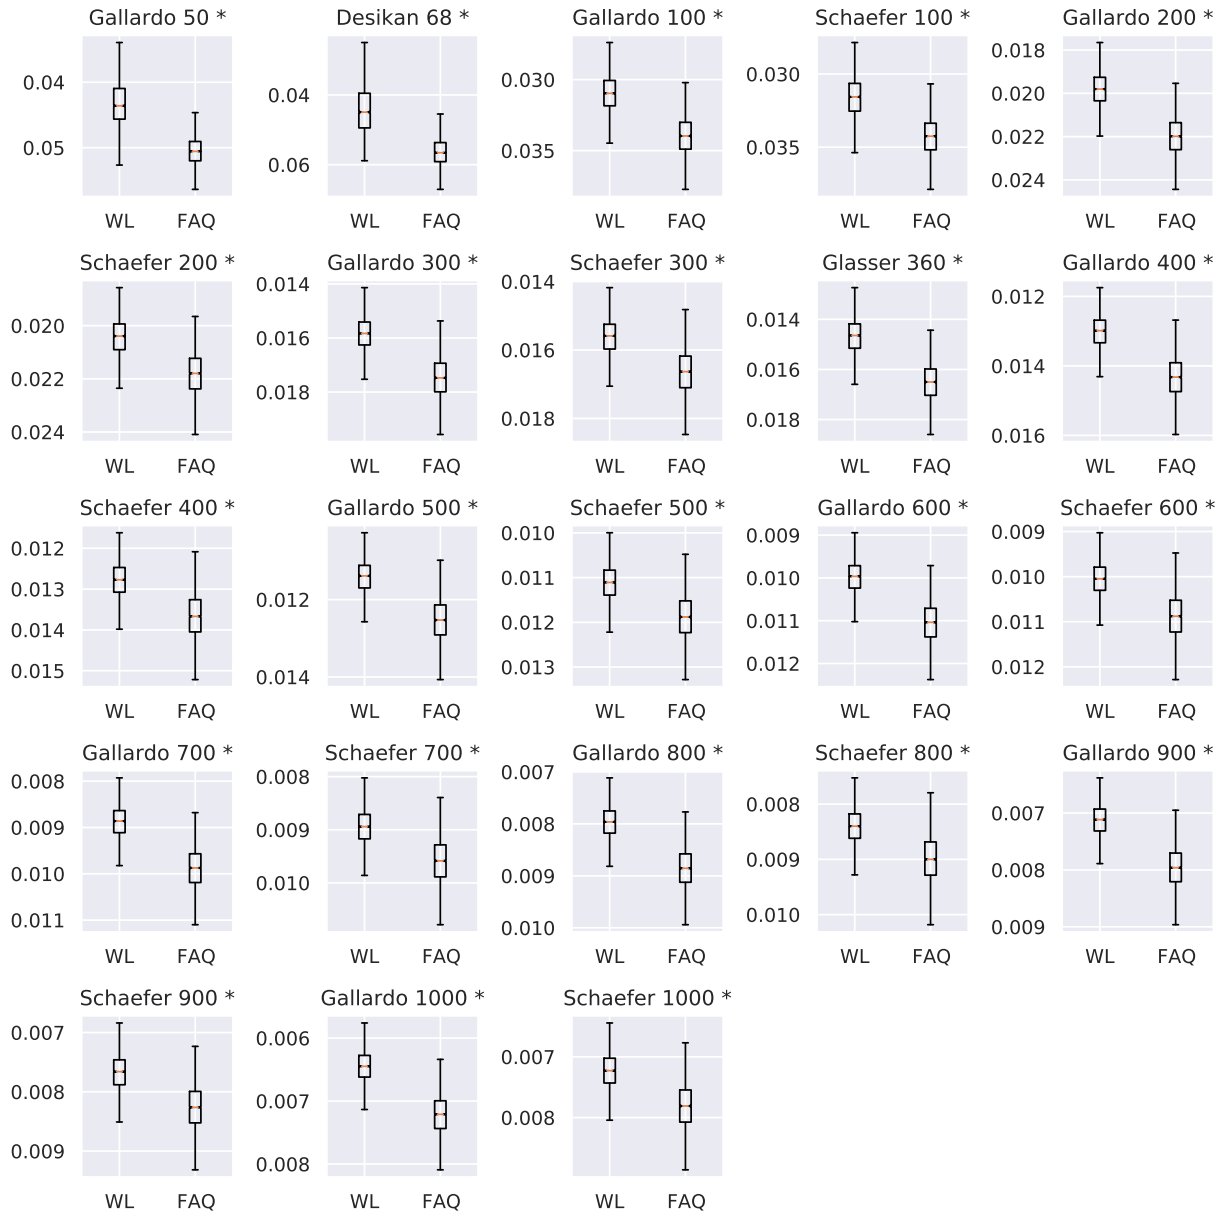 Gallardo 50 *
Desikan 68 *
Gallardo 100 *
Schaefer 100 *
Gallardo 200 *
0.04
0.05
WL FAQ
0.04
0.06
WL FAQ
0.030
0.035
WL FAQ
0.030
0.035
WL FAQ
0.018
0.020
0.022
0.024
WL FAQ
Schaefer 200 *
Gallardo 300 *
Schaefer 300 *
Glasser 360 *
Gallardo 400 *
0.020
0.022
0.024
WL FAQ
0.014
0.016
0.018
WL FAQ
0.014
0.016
0.018
WL FAQ
0.014
0.016
0.018
WL FAQ
0.012
0.014
0.016
WL FAQ
Schaefer 400 *
Gallardo 500 *
Schaefer 500 *
Gallardo 600 *
Schaefer 600 *
0.012
0.013
0.014
0.015
WL FAQ
0.012
0.014
WL FAQ
0.010
0.011
0.012
0.013
WL FAQ
0.009
0.010
0.011
0.012
WL FAQ
0.009
0.010
0.011
0.012
WL FAQ
Gallardo 700 *
Schaefer 700 *
Gallardo 800 *
Schaefer 800 *
Gallardo 900 *
0.008
0.009
0.010
0.011
WL FAQ
0.008
0.009
0.010
WL FAQ
0.007
0.008
0.009
0.010
WL FAQ
0.008
0.009
0.010
WL FAQ
0.007
0.008
0.009
WL FAQ
Schaefer 900 *
Gallardo 1000 *
Schaefer 1000 *
0.007
0.008
0.009
WL FAQ
0.006
0.007
0.008
WL FAQ
0.007
0.008
WL FAQ